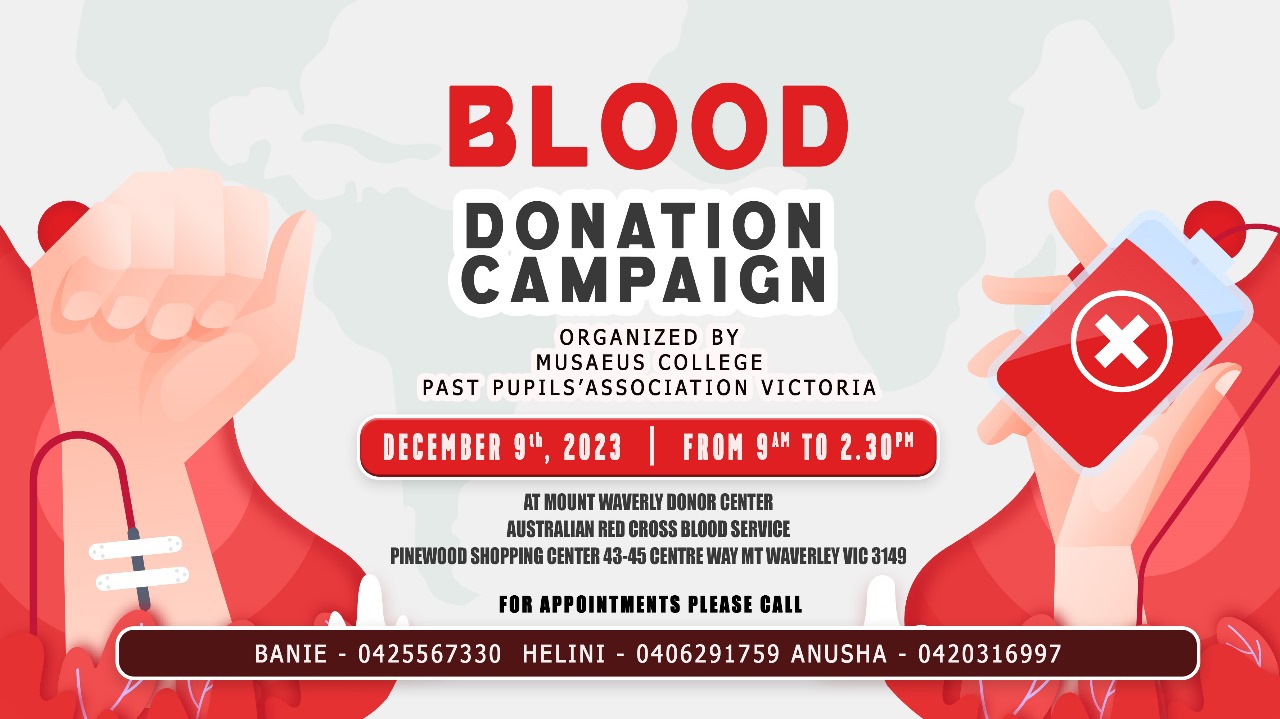 BLOOD
DONATION
CAMPAIGN
ORGANIZED BY
MUSAEUS COLLEGE
PAST PUPILS'ASSOCIATION VICTORIA
DECEMBER 9th, 2023 | FROM 9AM TO 2.30PM
AT MOUNT WAVERLY DONOR CENTER
AUSTRALIAN RED CROSS BLOOD SERVICE
PINEWOOD SHOPPING CENTER 43-45 CENTRE WAY MT WAVERLEY VIC 3149
FOR APPOINTMENTS PLEASE CALL
BANIE - 0425567330 HELINI - 0406291759 ANUSHA - 0420316997